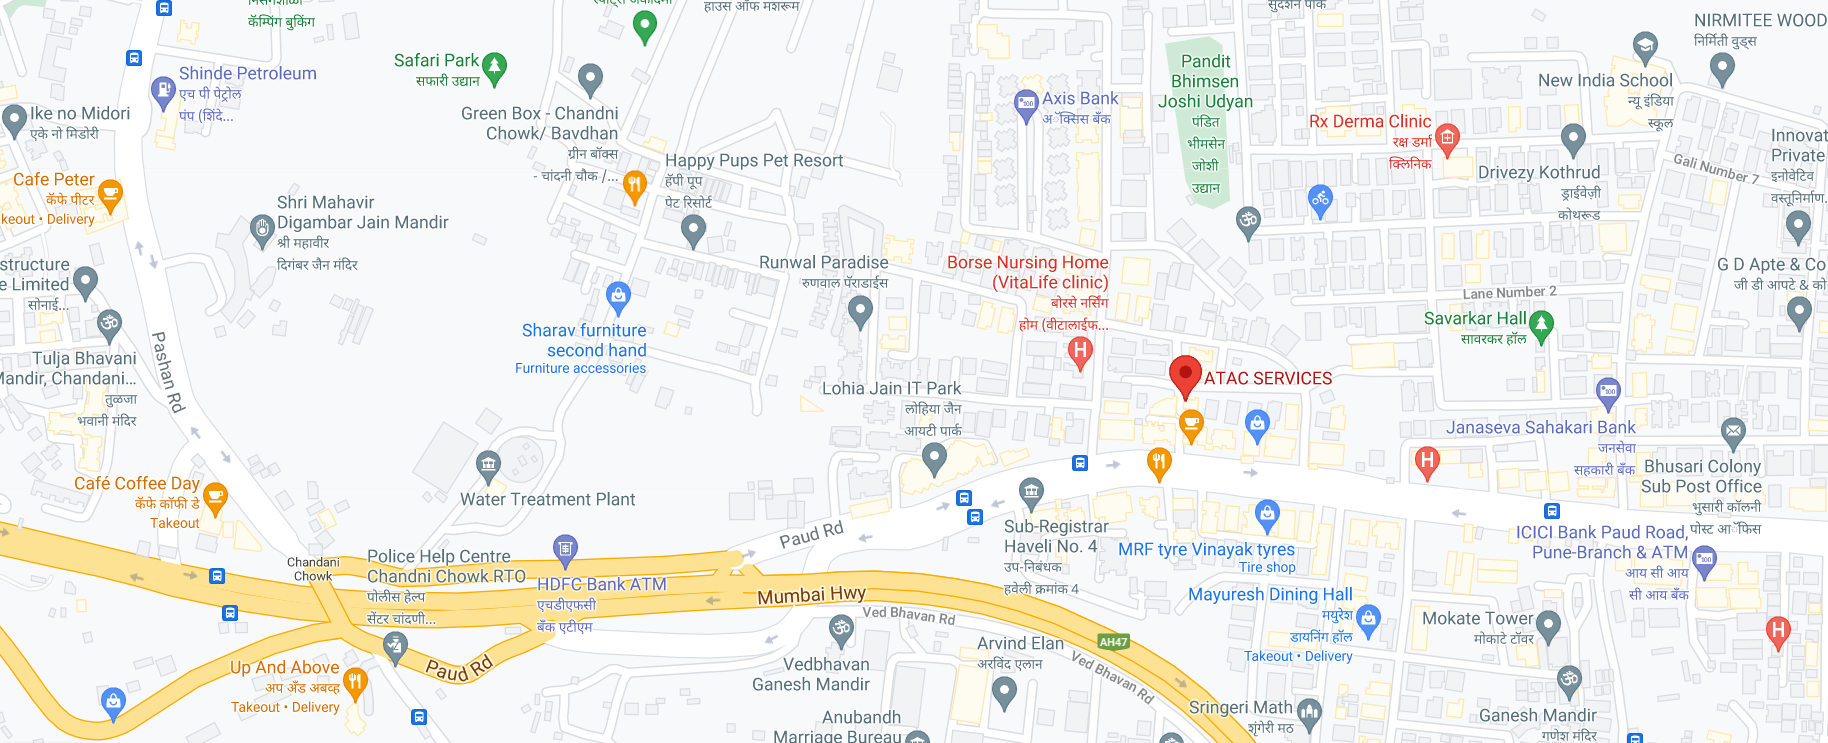 कॅम्पिंग बुकिंग
हाउस ऑफ मशरूम
सुदर्शन पार्क
NIRMITEE WOOD
निर्मिती वुड्स
Safari Park
सफारी उद्यान
Shinde Petroleum
एच पी पेट्रोल
पंप (शिंदे...
Ike no Midori
एके नो मिडोरी
Green Box - Chandni
Chowk/ Bavdhan
ग्रीन बॉक्स
- चांदनी चौक /...
Axis Bank
अॅक्सिस बँक
Pandit
Bhimsen
Joshi Udyan
पंडित
भीमसेन
जोशी
उद्यान
New India School
न्यू इंडिया
स्कूल
Rx Derma Clinic
रक्ष डर्मा
क्लिनिक
Innovat
Private
इनोवेटिव
वस्तूनिर्माण.
Gali Number 7
Drivezy Kothrud
ड्राईवेज़ी
कोथरूड
Happy Pups Pet Resort
हॅपी पूप
पेट रिसोर्ट
Cafe Peter
कॅफे पीटर
keout • Delivery
Shri Mahavir
Digambar Jain Mandir
श्री महावीर
दिगंबर जैन मंदिर
structure
e Limited
सोनाई...
Runwal Paradise
रुणवाल पॅराडाईस
Borse Nursing Home
(VitaLife clinic)
बोरसे नर्सिंग
होम (वीटालाईफ...
G D Apte & Co
जी डी आपटे & को
Lane Number 2
Savarkar Hall
सावरकर हॉल
Sharav furniture
second hand
Furniture accessories
Tulja Bhavani
Mandir, Chandani...
तुळजा
भवानी मंदिर
Pashan Rd
ATAC SERVICES
Lohia Jain IT Park
लोहिया जैन
आयटी पार्क
Janaseva Sahakari Bank
जनसेवा
सहकारी बँक
Bhusari Colony
Sub Post Office
भुसारी कॉलनी
पोस्ट ऑफिस
Café Coffee Day
कॅफे कॉफी डे
Takeout
Water Treatment Plant
Paud Rd
Sub-Registrar
Haveli No. 4
उप-निबंधक
हवेली क्रमांक 4
MRF tyre Vinayak tyres
Tire shop
ICICI Bank Paud Road,
Pune-Branch & ATM
आय सी आय
सी आय बँक
Chandani
Chowk
Police Help Centre
Chandni Chowk RTO
पोलीस हेल्प
सेंटर चांदणी...
HDFC Bank ATM
एचडीएफसी
बँक एटीएम
Mumbai Hwy
Ved Bhavan Rd
Mayuresh Dining Hall
मयुरेश
डायनिंग हॉल
Takeout • Delivery
Mokate Tower
मोकाटे टॉवर
AH47
Arvind Elan
अरविंद एलान
Ved Bhavan Rd
Vedbhavan
Ganesh Mandir
Paud Rd
Up And Above
अप अँड अबव्ह
Takeout • Delivery
Sringeri Math
शृंगेरी मठ
Ganesh Mandir
गणेश मंदिर
Anubandh
Marriage Bureau